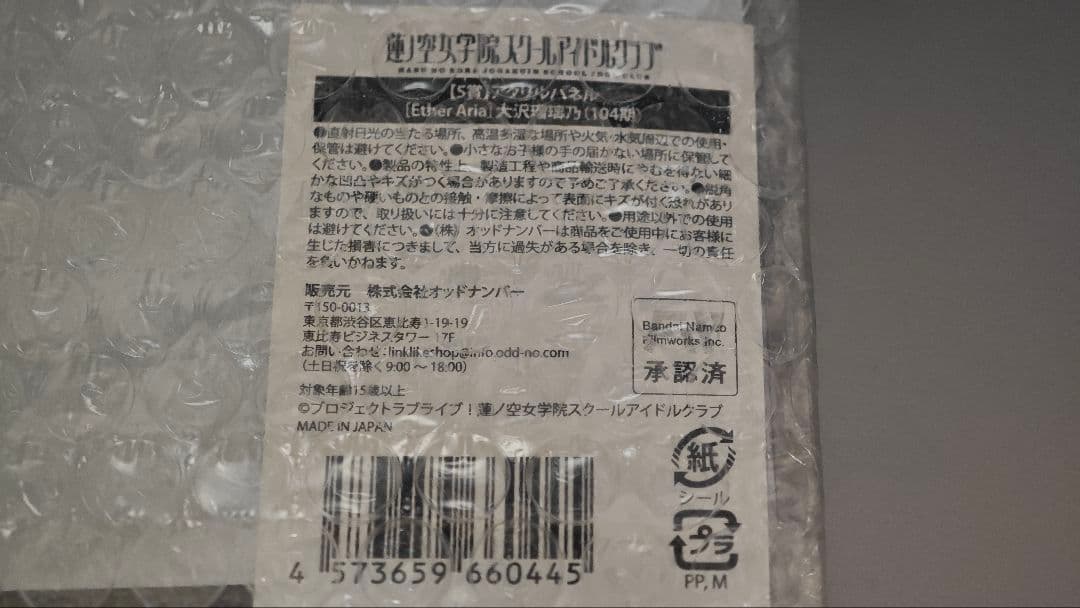 蓮ノ空女学院スクールアイドルクラブ
HASU NO SORA JOGAKUIN SCHOOL IDOL CLUB
[S賞]アクリルパネル
[Ether Aria] 大沢瑠璃乃(104期)
●直射日光の当たる場所、高温多湿な場所や火気・水気周辺での使用・
保管は避けてください。●小さなお子様の手の届かない場所に保管して
ください。●製品の特性上、製造工程や商品輸送時にやむを得ない細
かな凹凸やキズがつく場合がありますので予めご了承ください。●鋭角
なものや硬いものとの接触・摩擦によって表面にキズが付く恐れがあり
ますので、取り扱いには十分に注意してください。●用途以外での使用
は避けてください。●(株)オッドナンバーは商品をご使用中にお客様に
生じた損害につきまして、当方に過失がある場合を除き、一切の責任
を負いかねます。
販売元 株式会社オッドナンバー
〒150-0013
東京都渋谷区恵比寿1-19-19
恵比寿ビジネスタワー 17F
お問い合わせ:linklikeshop@info.odd-no.com
(土日祝を除く 9:00 ~ 18:00)
Bandai Namco
Filmworks Inc.
承認済
対象年齢15歳以上
©プロジェクトラブライブ!蓮ノ空女学院スクールアイドルクラブ
MADE IN JAPAN
紙
シール
プラ
PP, M
4 573659 660445